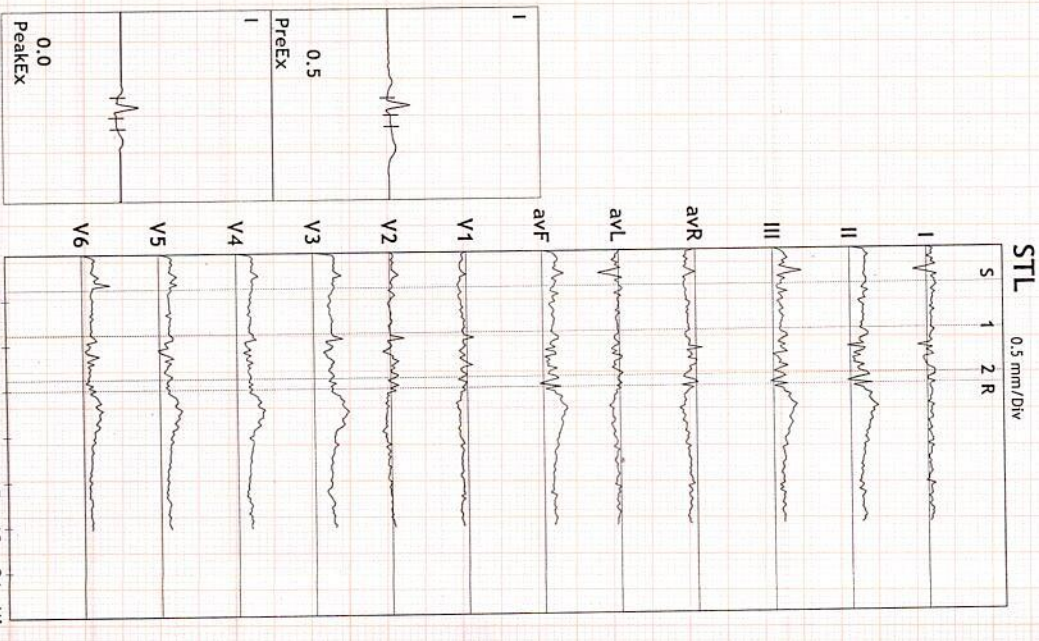 STL 0.5 mm/Div
S 1 2 R
I
II
III
avR
avL
avF
V1
V2
V3
V4
V5
V6
I
0.5
PreEx
I
0.0
PeakEx